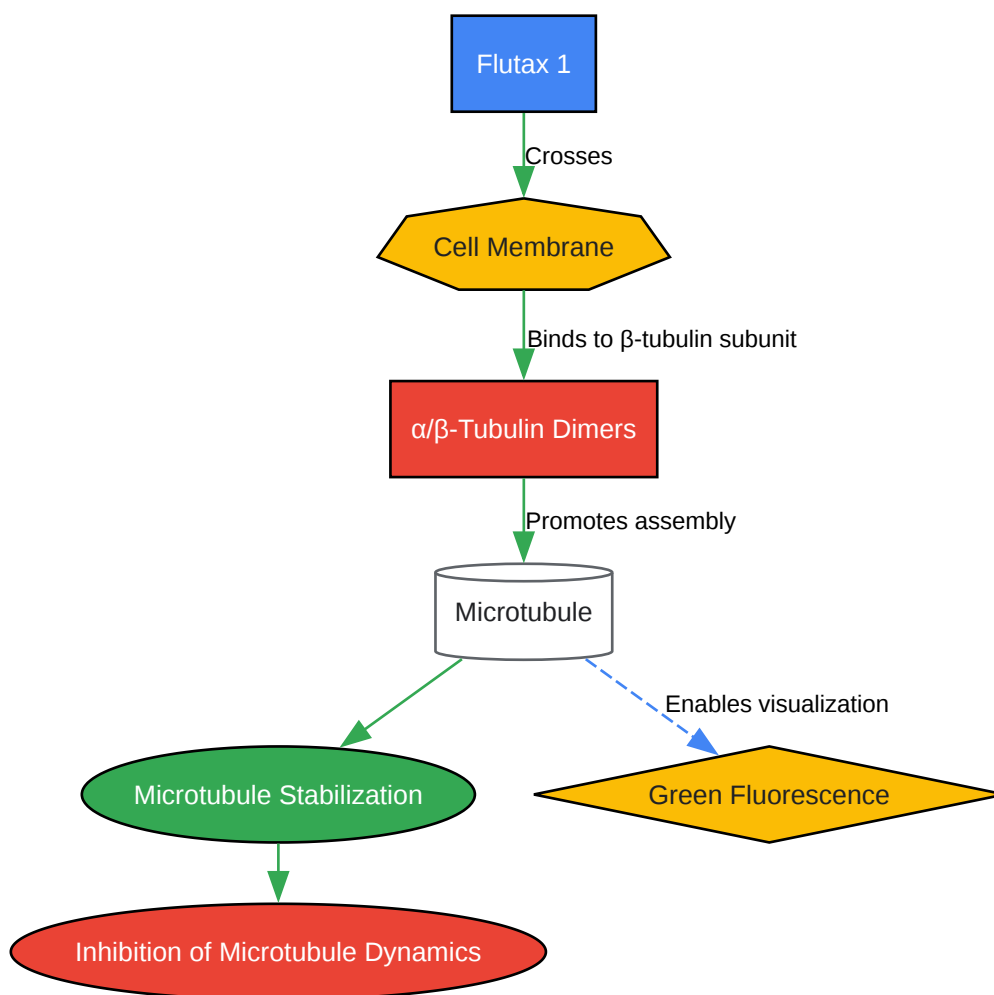 Flutax 1
Crosses
Cell Membrane
Binds to β-tubulin subunit
α/β-Tubulin Dimers
Promotes assembly
Microtubule
Enables visualization
Microtubule Stabilization
Green Fluorescence
Inhibition of Microtubule Dynamics